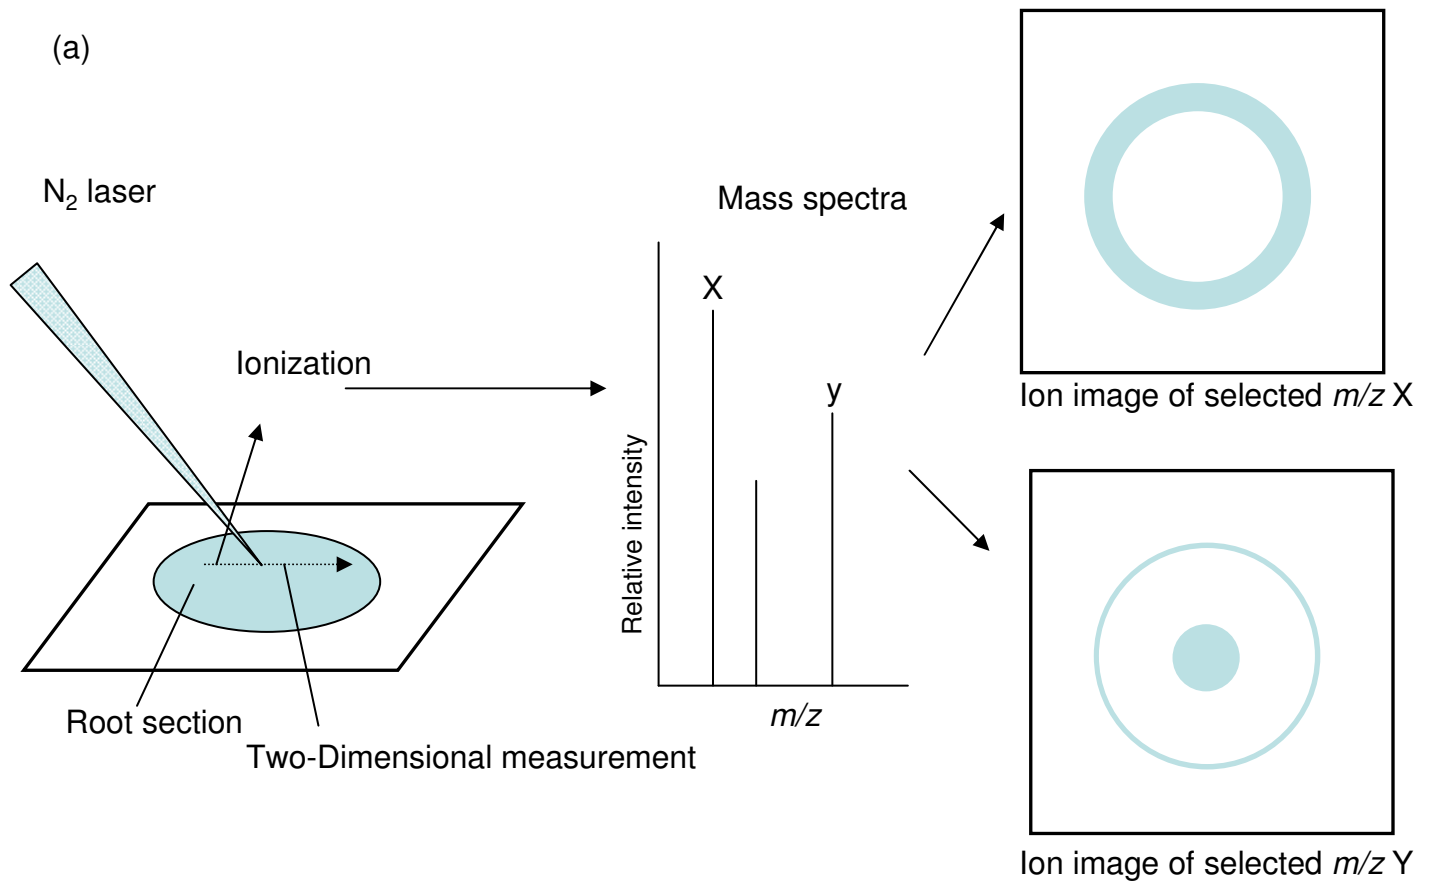 (a)
N₂ laser
Ionization
Root section
Two-Dimensional measurement
Mass spectra
X
y
Relative intensity
m/z
Ion image of selected m/z X
Ion image of selected m/z Y